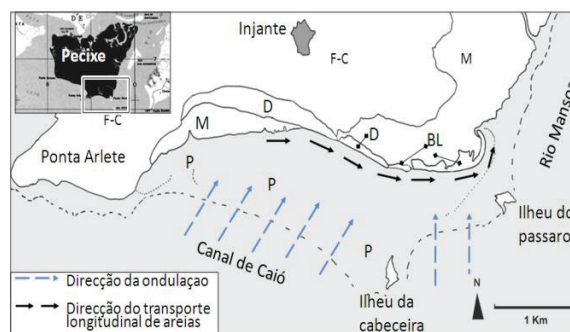 Pecixe
F-C
Injante
F-C
M
D
M
D
BL
Ponta Arlete
P
P
P
Canal de Caió
Rio Mansoa
Ilheu do
passaro
Ilheu da
cabeceira
Direcção da ondulaçao
Direcção do transporte
longitudinal de areias
N
1 Km